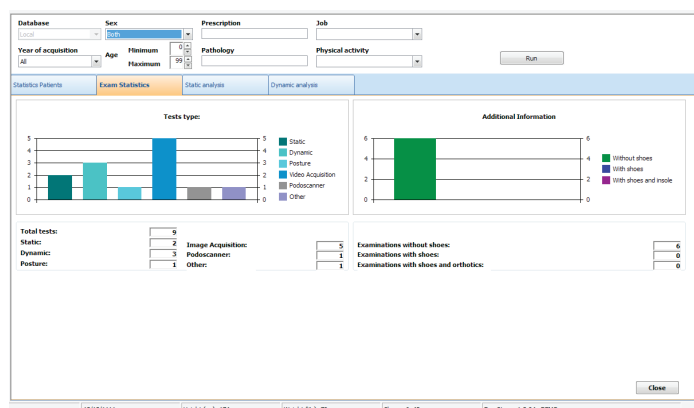 Database Sex Prescription Job
Local Both
Year of acquisition Age Minimum 0 Pathology Physical activity
All Maximum 99 Run
Statistics Patients Exam Statistics Static analysis Dynamic analysis
Tests type:
5 5
4 4
3 3
2 2
1 1
0 0
Static
Dynamic
Posture
Video Acquisition
Podoscanner
Other
Additional Information
6 6
4 4
2 2
0 0
Without shoes
With shoes
With shoes and insole
Total tests: 9
Static: 2 Image Acquisition: 5
Dynamic: 3 Podoscanner: 1
Posture: 1 Other: 1
Examinations without shoes: 6
Examinations with shoes: 0
Examinations with shoes and orthotics: 0
Close